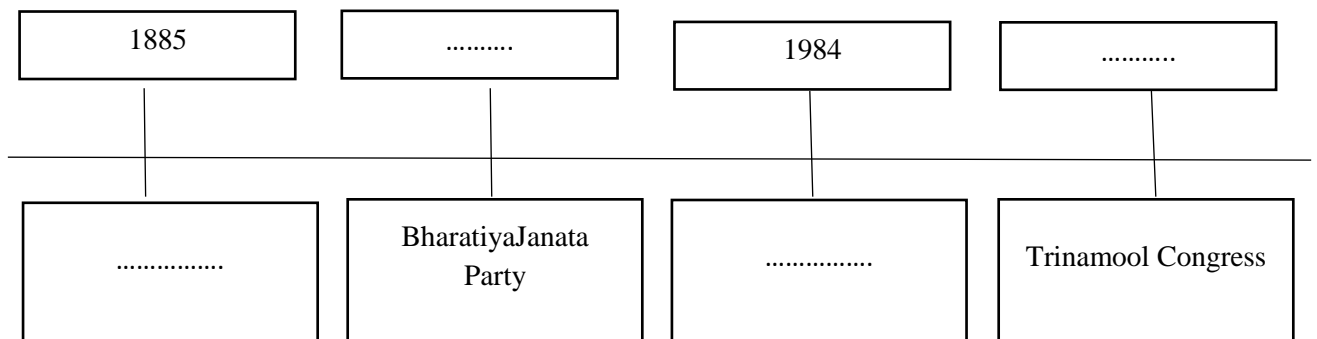 1885
……….
1984
………..
…………….
BharatiyaJanata
Party
…………….
Trinamool Congress